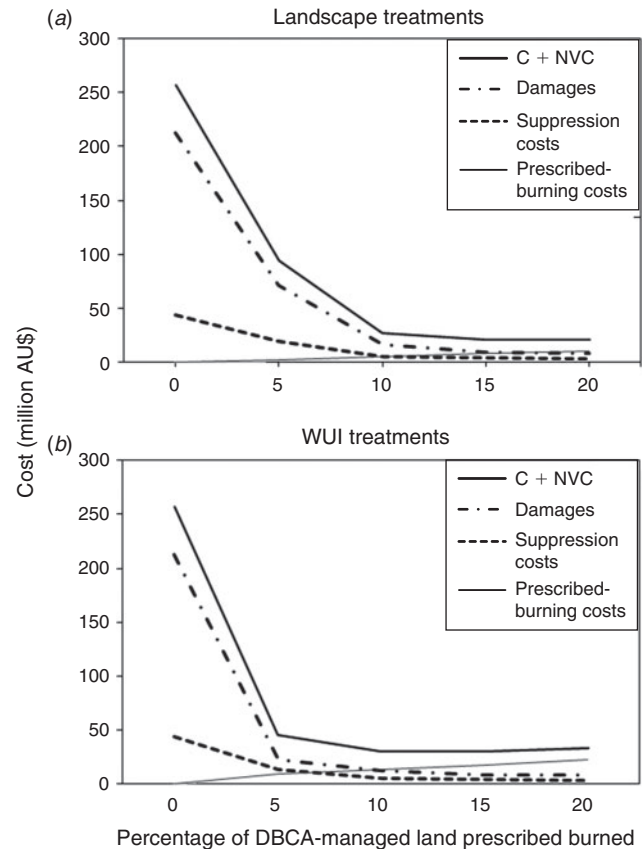 (a)
Landscape treatments
300
250
200
150
100
50
0
C + NVC
Damages
Suppression
costs
Prescribed-
burning costs
0 5 10 15 20
Cost (million AU$)
(b)
WUI treatments
300
250
200
150
100
50
0
C + NVC
Damages
Suppression
costs
Prescribed-
burning costs
0 5 10 15 20
Percentage of DBCA-managed land prescribed burned